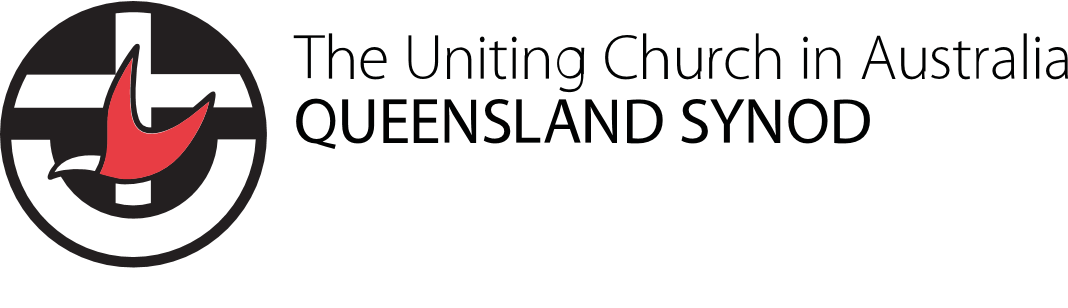 The Uniting Church in Australia
QUEENSLAND SYNOD